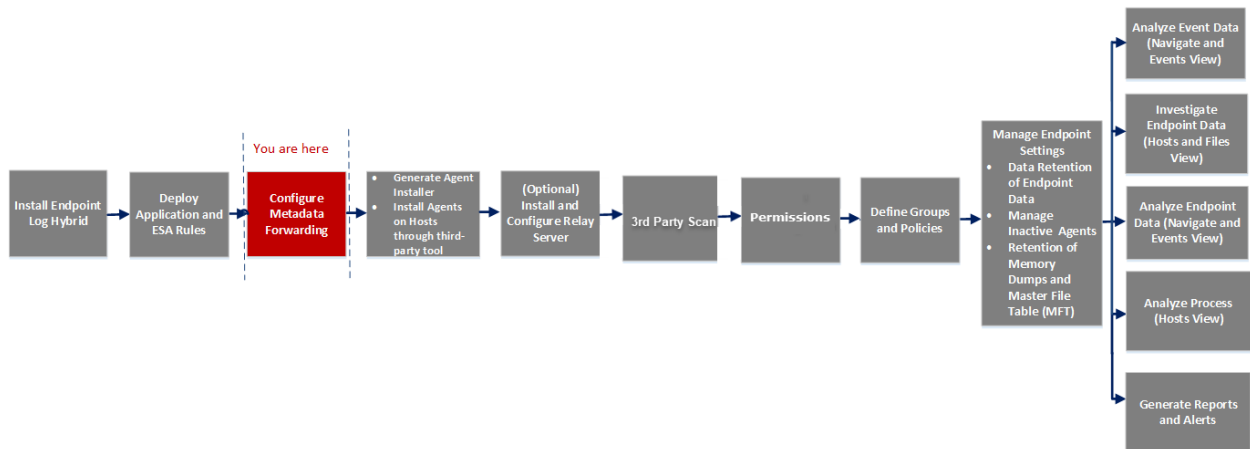 Install Endpoint
Log Hybrid
Deploy
Application and
ESA Rules
You are here
Configure
Metadata
Forwarding
• Generate Agent
Installer
• Install Agents
on Hosts
through third-
party tool
(Optional)
Install and
Configure Relay
Server
3rd Party Scan
Permissions
Define Groups
and Policies
Manage Endpoint
Settings
• Data Retention
of Endpoint
Data
• Manage
Inactive Agents
• Retention of
Memory
Dumps and
Master File
Table (MFT)
Analyze Event Data
(Navigate and
Events View)
Investigate
Endpoint Data
(Hosts and Files
View)
Analyze Endpoint
Data (Navigate and
Events View)
Analyze Process
(Hosts View)
Generate Reports
and Alerts